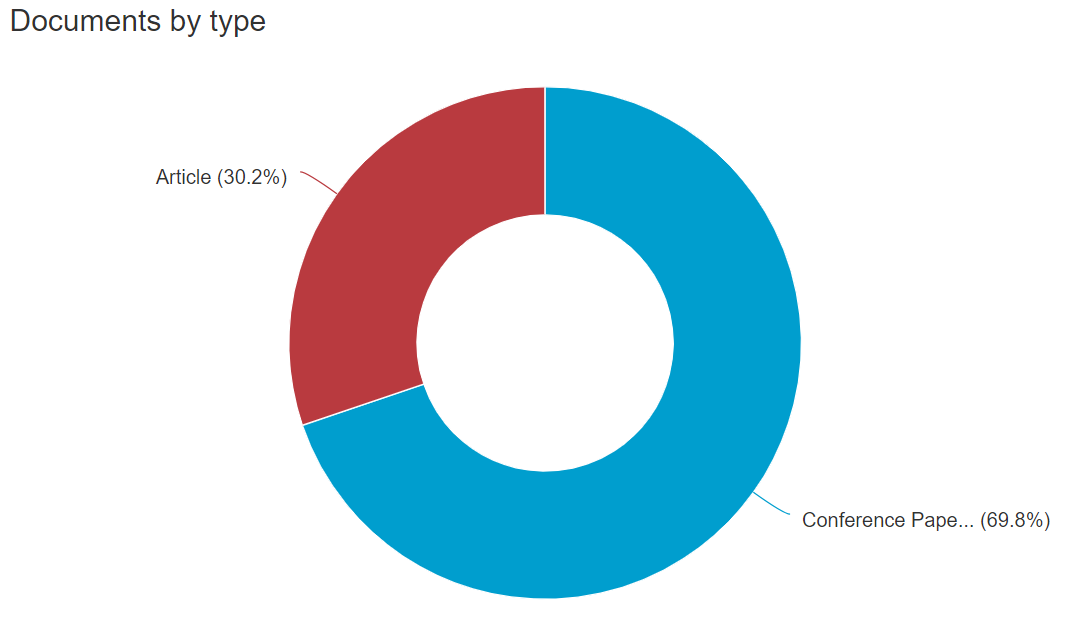 Documents by type
Article (30.2%)
Conference Pape... (69.8%)